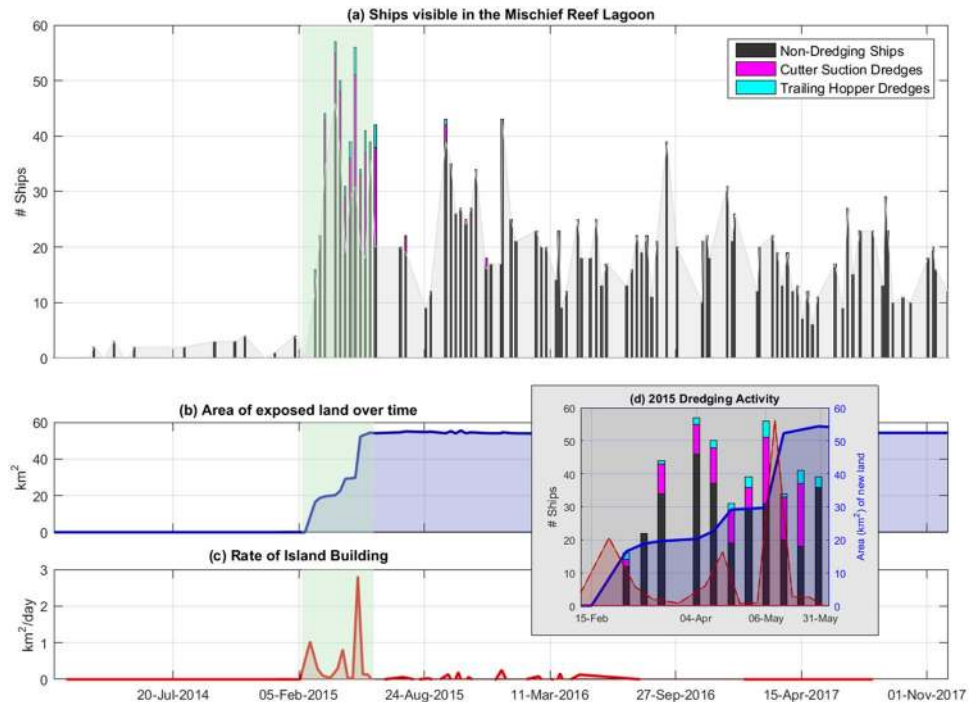 (a) Ships visible in the Mischief Reef Lagoon
60
50
40
30
20
10
0
# Ships
Non-Dredging Ships
Cutter Suction Dredges
Trailing Hopper Dredges
(b) Area of exposed land over time
60
40
20
0
km²
(d) 2015 Dredging Activity
60
50
40
30
20
10
0
# Ships
60
50
40
30
20
10
0
Area (km²) of new land
15-Feb 04-Apr 06-May 31-May
(c) Rate of Island Building
3
2
1
0
km²/day
20-Jul-2014 05-Feb-2015 24-Aug-2015 11-Mar-2016 27-Sep-2016 15-Apr-2017 01-Nov-2017